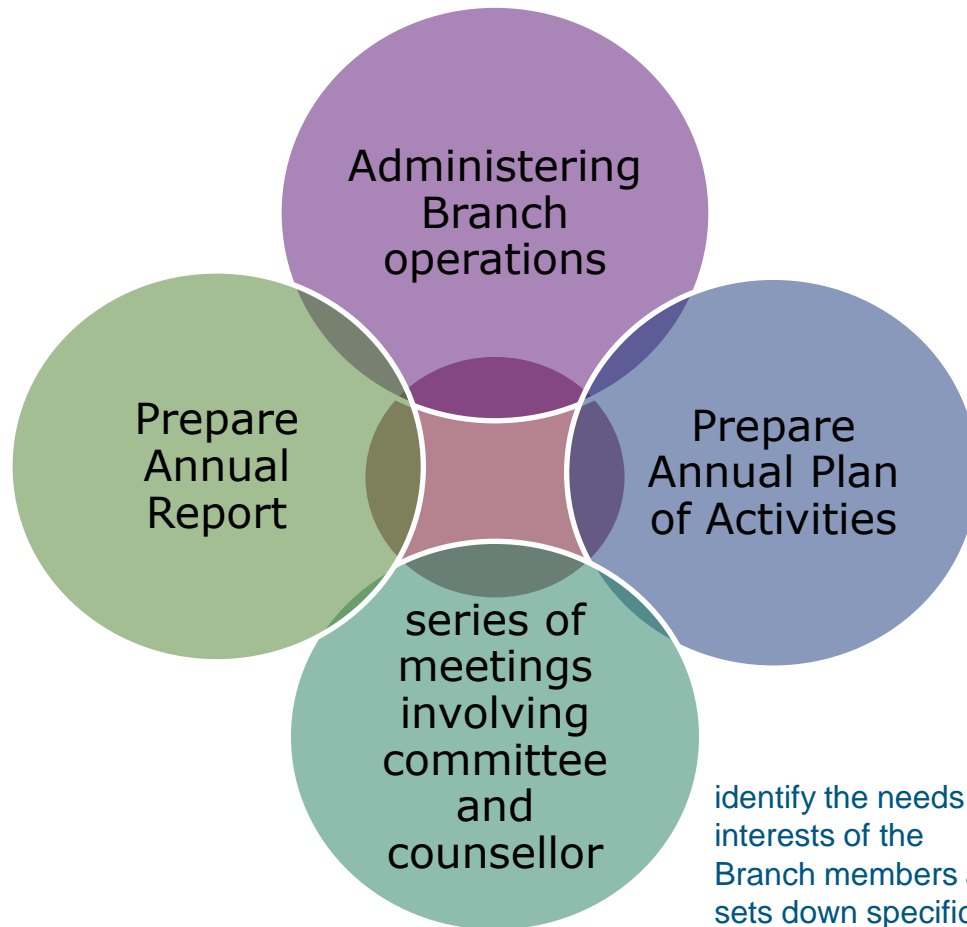 Administering
Branch
operations
Prepare
Annual
Report
Prepare
Annual Plan
of Activities
series of
meetings
involving
committee
and
counsellor
identify the needs
interests of the
Branch members
sets down specific